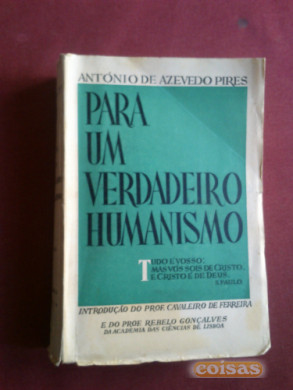 ANTÓNIO DE AZEVEDO PIRES
PARA
UM
VERDADEIRO
HUMANISMO
TUDO É VOSSO:
MAS VÓS SOIS DE CRISTO,
E CRISTO É DE DEUS.
S. PAULO
INTRODUÇÃO DO PROF. CAVALEIRO DE FERREIRA
E DO PROF. REBELO GONÇALVES
DA ACADEMIA DAS CIÊNCIAS DE LISBOA
coisas